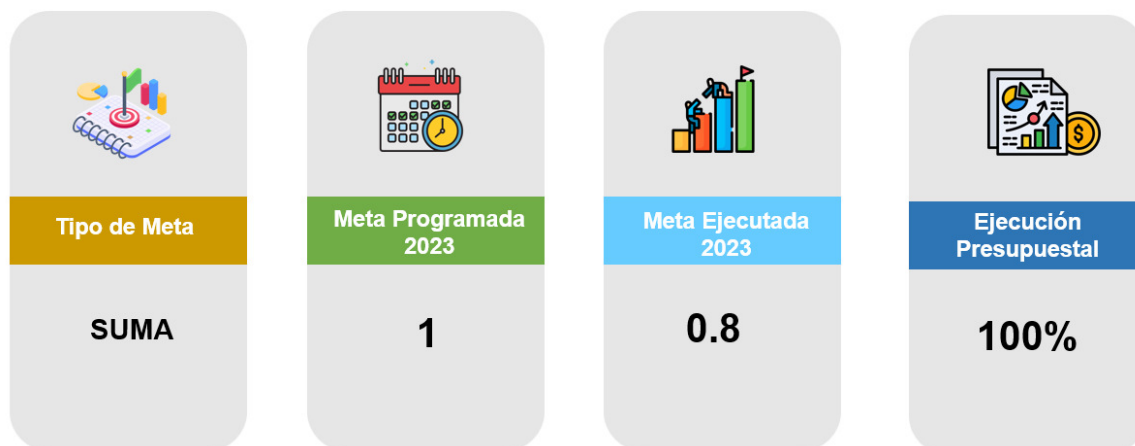 Tipo de Meta
SUMA
Meta Programada
2023
1
Meta Ejecutada
2023
0.8
Ejecución
Presupuestal
100%